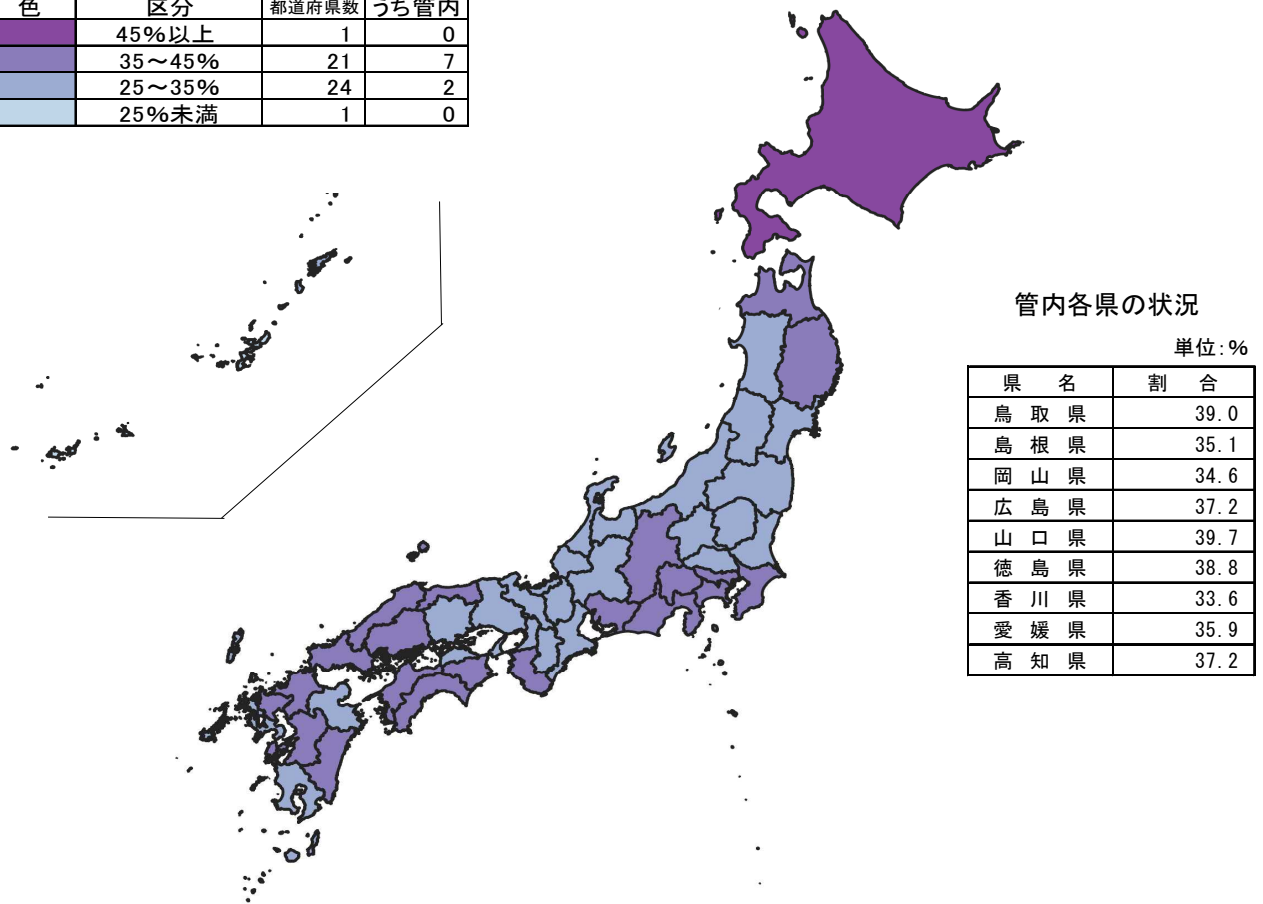 色 区分 都道府県数 うち管内
45%以上 1 0
35～45% 21 7
25～35% 24 2
25%未満 1 0
管内各県の状況
単位:%
県 名 割 合
鳥 取 県 39.0
島 根 県 35.1
岡 山 県 34.6
広 島 県 37.2
山 口 県 39.7
徳 島 県 38.8
香 川 県 33.6
愛 媛 県 35.9
高 知 県 37.2